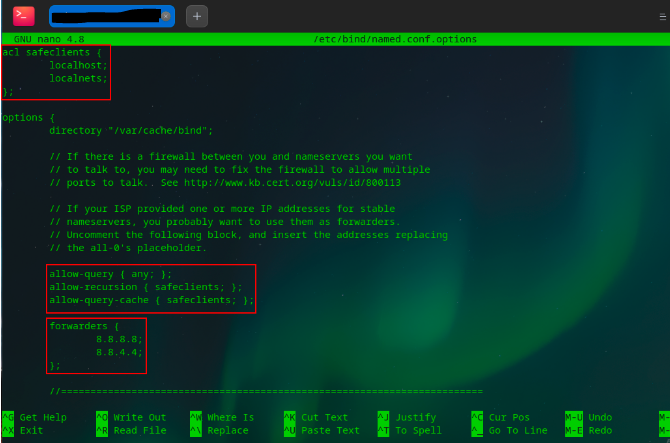 GNU nano 4.8 /etc/bind/named.conf.options
acl safeclients {
localhost;
localnets;
};
options {
directory "/var/cache/bind";
// If there is a firewall between you and nameservers you want
// to talk to, you may need to fix the firewall to allow multiple
// ports to talk.. See http://www.kb.cert.org/vuls/id/800113
// If your ISP provided one or more IP addresses for stable
// nameservers, you probably want to use them as forwarders.
// Uncomment the following block, and insert the addresses replacing
// the all-0's placeholder.
allow-query { any; };
allow-recursion { safeclients; };
allow-query-cache { safeclients; };
forwarders {
8.8.8.8;
8.8.4.4;
};
//========================================================================
^G Get Help ^O Write Out ^W Where Is ^K Cut Text ^J Justify ^C Cur Pos M-U Undo
^X Exit ^R Read File ^\ Replace ^U Paste Text ^T To Spell ^_ Go To Line M-E Redo